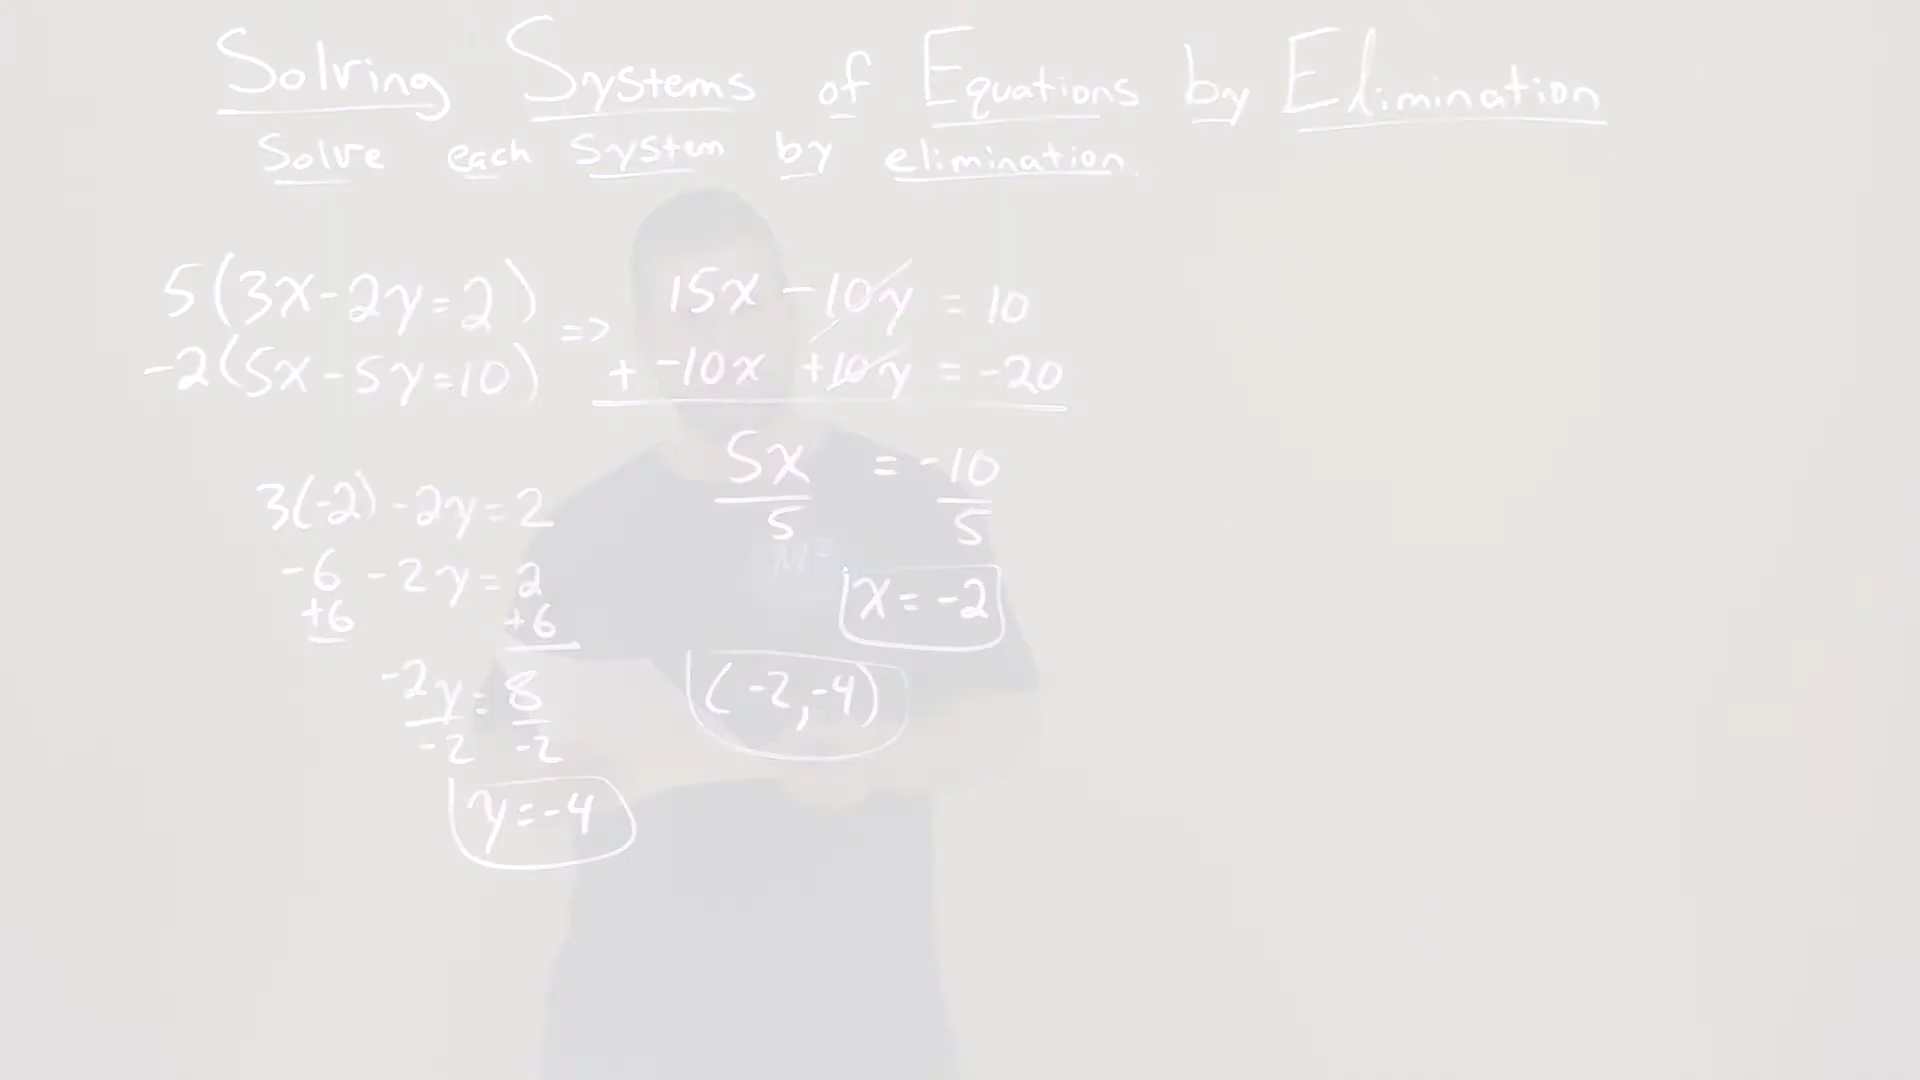 Solving Systems of Equations by Elimination
Solve each system by elimination.
5(3x-2y=2)
-2(5x-5y=10)
=>
15x -10y = 10
+ -10x +10y = -20
5x = -10
5 5
x = -2
3(-2) -2y = 2
-6 -2y = 2
+6 +6
-2y = 8
-2 -2
y = -4
(-2,-4)
M²